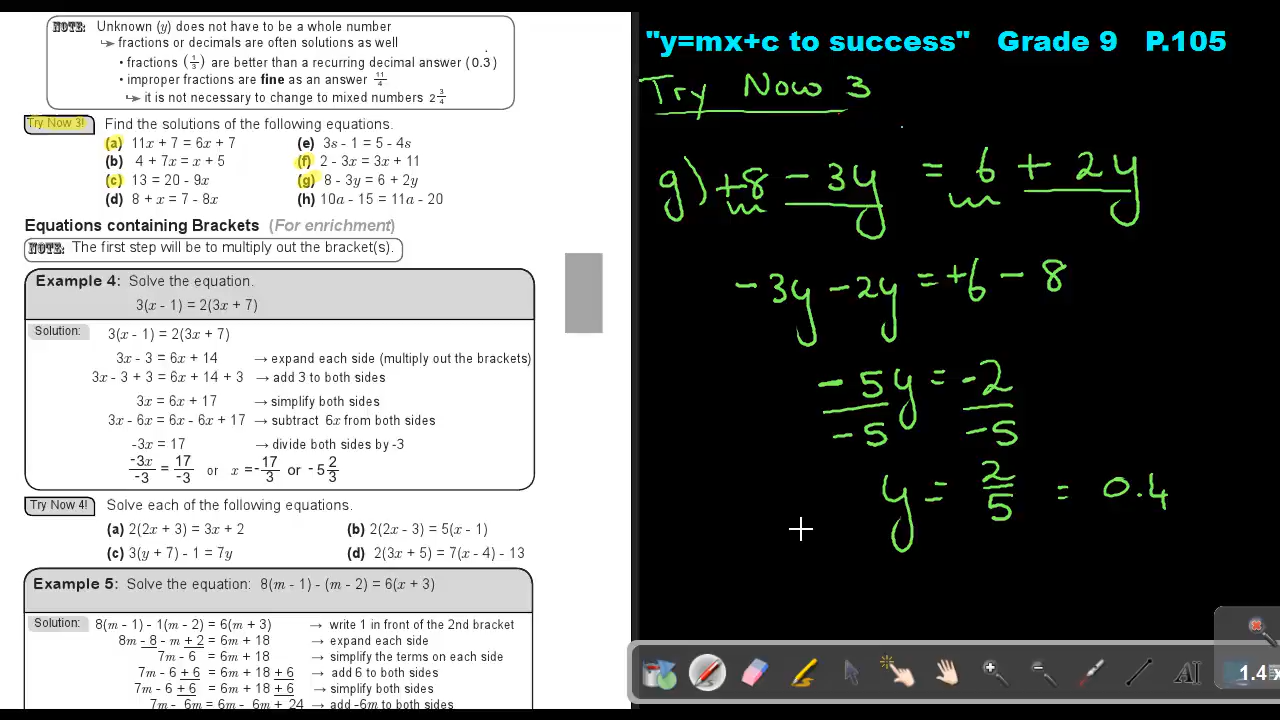 NOTE: Unknown (y) does not have to be a whole number
↳ fractions or decimals are often solutions as well
• fractions (1/3) are better than a recurring decimal answer (0.3̇)
• improper fractions are fine as an answer 11/4
↳ it is not necessary to change to mixed numbers 2 3/4
Try Now 3! Find the solutions of the following equations.
(a) 11x + 7 = 6x + 7 (e) 3s - 1 = 5 - 4s
(b) 4 + 7x = x + 5 (f) 2 - 3x = 3x + 11
(c) 13 = 20 - 9x (g) 8 - 3y = 6 + 2y
(d) 8 + x = 7 - 8x (h) 10a - 15 = 11a - 20
Equations containing Brackets (For enrichment)
NOTE: The first step will be to multiply out the bracket(s).
Example 4: Solve the equation.
3(x - 1) = 2(3x + 7)
Solution: 3(x - 1) = 2(3x + 7)
3x - 3 = 6x + 14 → expand each side (multiply out the brackets)
3x - 3 + 3 = 6x + 14 + 3 → add 3 to both sides
3x = 6x + 17 → simplify both sides
3x - 6x = 6x - 6x + 17 → subtract 6x from both sides
-3x = 17 → divide both sides by -3
-3x/-3 = 17/-3 or x = -17/3 or -5 2/3
Try Now 4! Solve each of the following equations.
(a) 2(2x + 3) = 3x + 2 (b) 2(2x - 3) = 5(x - 1)
(c) 3(y + 7) - 1 = 7y (d) 2(3x + 5) = 7(x - 4) - 13
Example 5: Solve the equation: 8(m - 1) - (m - 2) = 6(x + 3)
Solution: 8(m - 1) - 1(m - 2) = 6(m + 3) → write 1 in front of the 2nd bracket
8m - 8 - m + 2 = 6m + 18 → expand each side
7m - 6 = 6m + 18 → simplify the terms on each side
7m - 6 + 6 = 6m + 18 + 6 → add 6 to both sides
7m - 6 + 6 = 6m + 18 + 6 → simplify both sides
7m - 6m = 6m - 6m + 24 → add -6m to both sides
"y=mx+c to success" Grade 9 P.105
Try Now 3
g) +8 - 3y = 6 + 2y
- 3y - 2y = +6 - 8
-5y/-5 = -2/-5
y = 2/5 = 0.4
AI
1.4 x